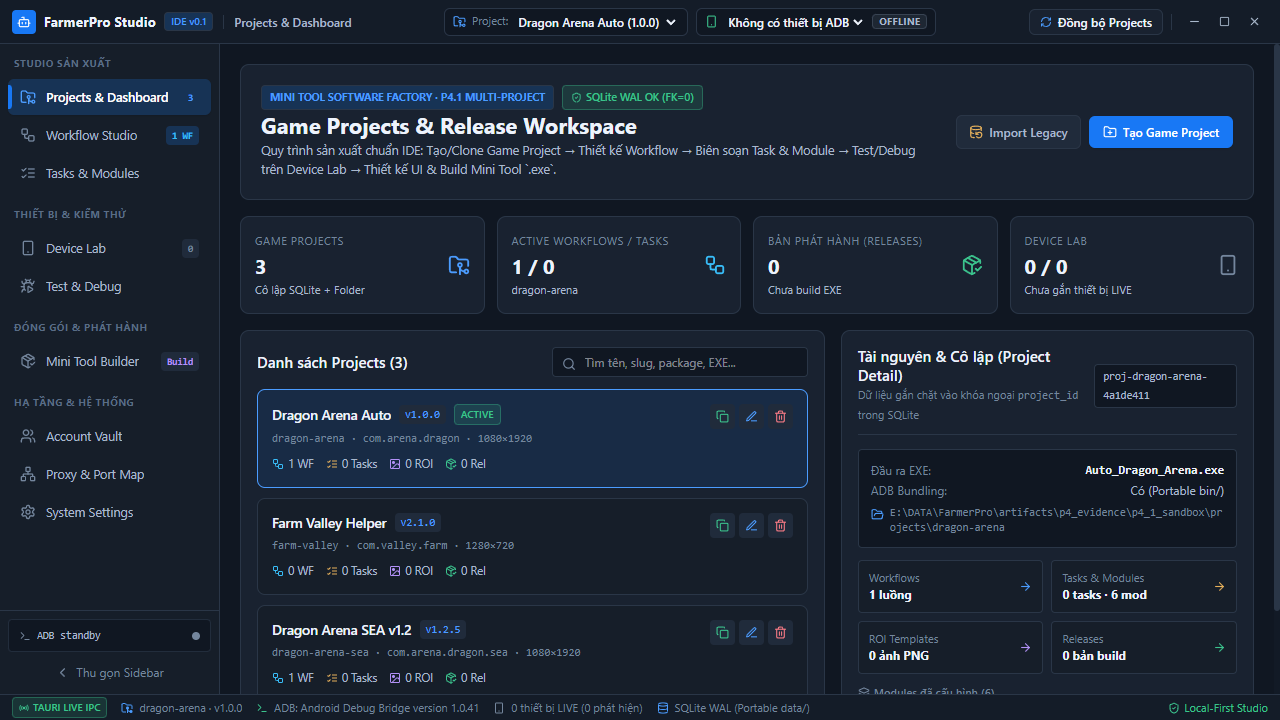 FarmerPro Studio IDE v0.1 Projects & Dashboard Project: Dragon Arena Auto (1.0.0) Không có thiết bị ADB OFFLINE Đồng bộ Projects
STUDIO SẢN XUẤT
Projects & Dashboard 3
Workflow Studio 1 WF
Tasks & Modules
THIẾT BỊ & KIỂM THỬ
Device Lab 0
Test & Debug
ĐÓNG GÓI & PHÁT HÀNH
Mini Tool Builder Build
HẠ TẦNG & HỆ THỐNG
Account Vault
Proxy & Port Map
System Settings
ADB standby
Thu gọn Sidebar
MINI TOOL SOFTWARE FACTORY · P4.1 MULTI-PROJECT SQLite WAL OK (FK=0)
Game Projects & Release Workspace
Quy trình sản xuất chuẩn IDE: Tạo/Clone Game Project → Thiết kế Workflow → Biên soạn Task & Module → Test/Debug
trên Device Lab → Thiết kế UI & Build Mini Tool `.exe`.
Import Legacy Tạo Game Project
GAME PROJECTS
3
Cô lập SQLite + Folder
ACTIVE WORKFLOWS / TASKS
1 / 0
dragon-arena
BẢN PHÁT HÀNH (RELEASES)
0
Chưa build EXE
DEVICE LAB
0 / 0
Chưa gắn thiết bị LIVE
Danh sách Projects (3) Tìm tên, slug, package, EXE...
Dragon Arena Auto v1.0.0 ACTIVE
dragon-arena · com.arena.dragon · 1080×1920
1 WF 0 Tasks 0 ROI 0 Rel
Farm Valley Helper v2.1.0
farm-valley · com.valley.farm · 1280×720
0 WF 0 Tasks 0 ROI 0 Rel
Dragon Arena SEA v1.2 v1.2.5
dragon-arena-sea · com.arena.dragon.sea · 1080×1920
1 WF 0 Tasks 0 ROI 0 Rel
Tài nguyên & Cô lập (Project
Detail)
Dữ liệu gắn chặt vào khóa ngoại project_id
trong SQLite
proj-dragon-arena-
4a1de411
Đầu ra EXE: Auto_Dragon_Arena.exe
ADB Bundling: Có (Portable bin/)
E:\DATA\FarmerPro\artifacts\p4_evidence\p4_1_sandbox\pr
ojects\dragon-arena
Workflows
1 luồng
Tasks & Modules
0 tasks · 6 mod
ROI Templates
0 ảnh PNG
Releases
0 bản build
Modules đã cấu hình (6)
TAURI LIVE IPC dragon-arena · v1.0.0 ADB: Android Debug Bridge version 1.0.41 0 thiết bị LIVE (0 phát hiện) SQLite WAL (Portable data/) Local-First Studio